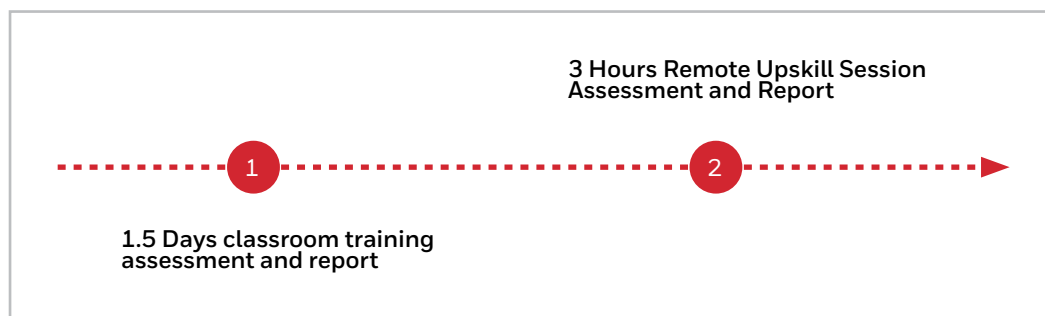 3 Hours Remote Upskill Session
Assessment and Report
1
2
1.5 Days classroom training
assessment and report